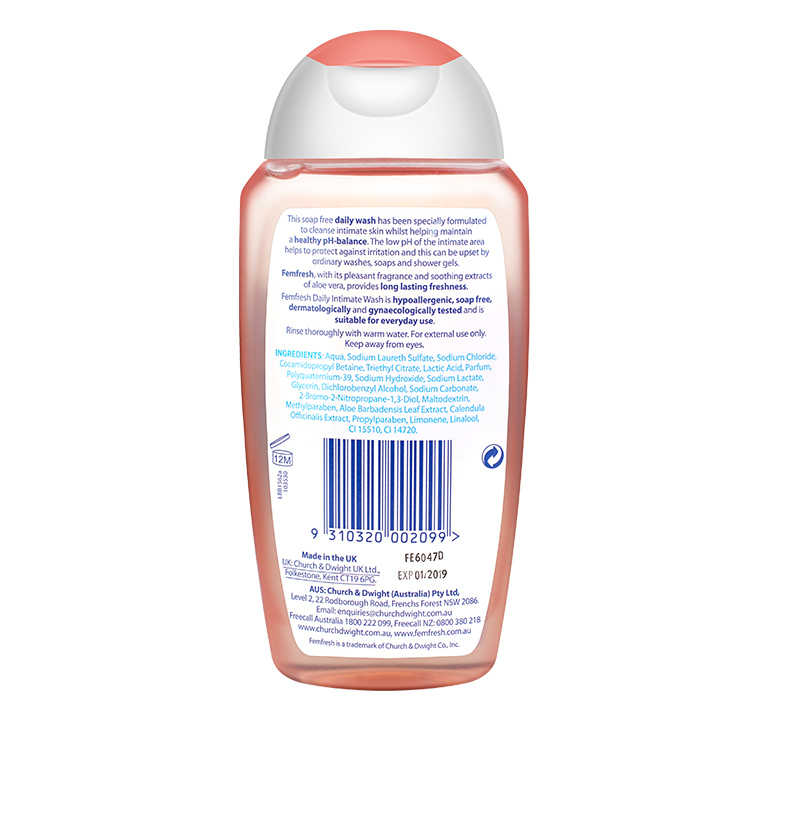 This soap free daily wash has been specially formulated
to cleanse intimate skin whilst helping maintain
a healthy pH-balance. The low pH of the intimate area
helps to protect against irritation and this can be upset by
ordinary washes, soaps and shower gels.
Femfresh, with its pleasant fragrance and soothing extracts
of aloe vera, provides long lasting freshness.
Femfresh Daily Intimate Wash is hypoallergenic, soap free,
dermatologically and gynaecologically tested and is
suitable for everyday use.
Rinse thoroughly with warm water. For external use only.
Keep away from eyes.
INGREDIENTS: Aqua, Sodium Laureth Sulfate, Sodium Chloride,
Cocamidopropyl Betaine, Triethyl Citrate, Lactic Acid, Parfum,
Polyquaternium-39, Sodium Hydroxide, Sodium Lactate,
Glycerin, Dichlorobenzyl Alcohol, Sodium Carbonate,
2-Bromo-2-Nitropropane-1,3-Diol, Maltodextrin,
Methylparaben, Aloe Barbadensis Leaf Extract, Calendula
Officinalis Extract, Propylparaben, Limonene, Linalool,
CI 15510, CI 14720.
12M
LBB1562a
103530
9 310320 002099 >
Made in the UK
UK: Church & Dwight UK Ltd.,
Folkestone, Kent CT19 6PG.
FE6047D
EXP 01/2019
AUS: Church & Dwight (Australia) Pty Ltd,
Level 2, 22 Rodborough Road, Frenchs Forest NSW 2086.
Email: enquiries@churchdwight.com.au
Freecall Australia 1800 222 099, Freecall NZ: 0800 380 218
www.churchdwight.com.au, www.femfresh.com.au
Femfresh is a trademark of Church & Dwight Co., Inc.